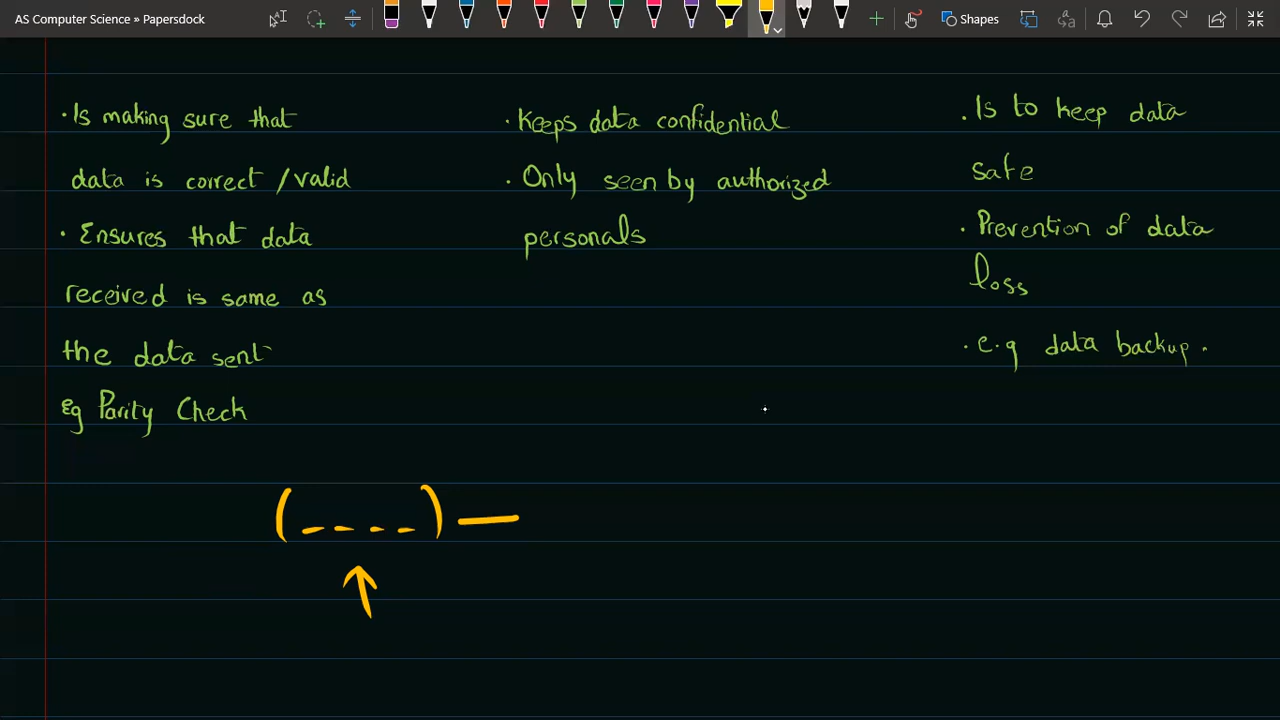 AS Computer Science » Papersdock
Shapes
· Is making sure that
data is correct /valid
· Ensures that data
received is same as
the data sent
Eg Parity Check
· Keeps data confidential
· Only seen by authorized
personals
. Is to keep data
safe
· Prevention of data
loss
· e.g data backup.
(_ _ _ _) —